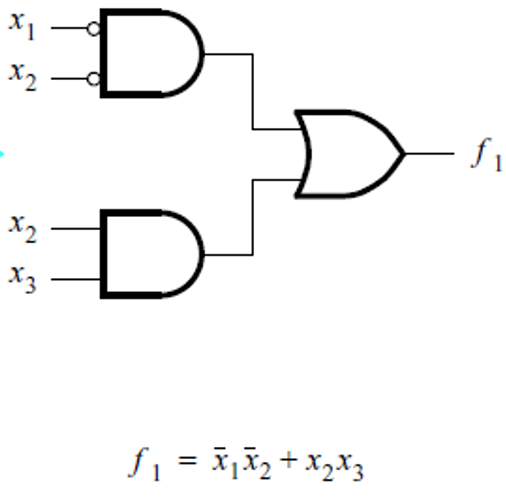 x₁
x₂
f₁
x₂
x₃
f₁ = x̄₁x̄₂ + x₂x₃